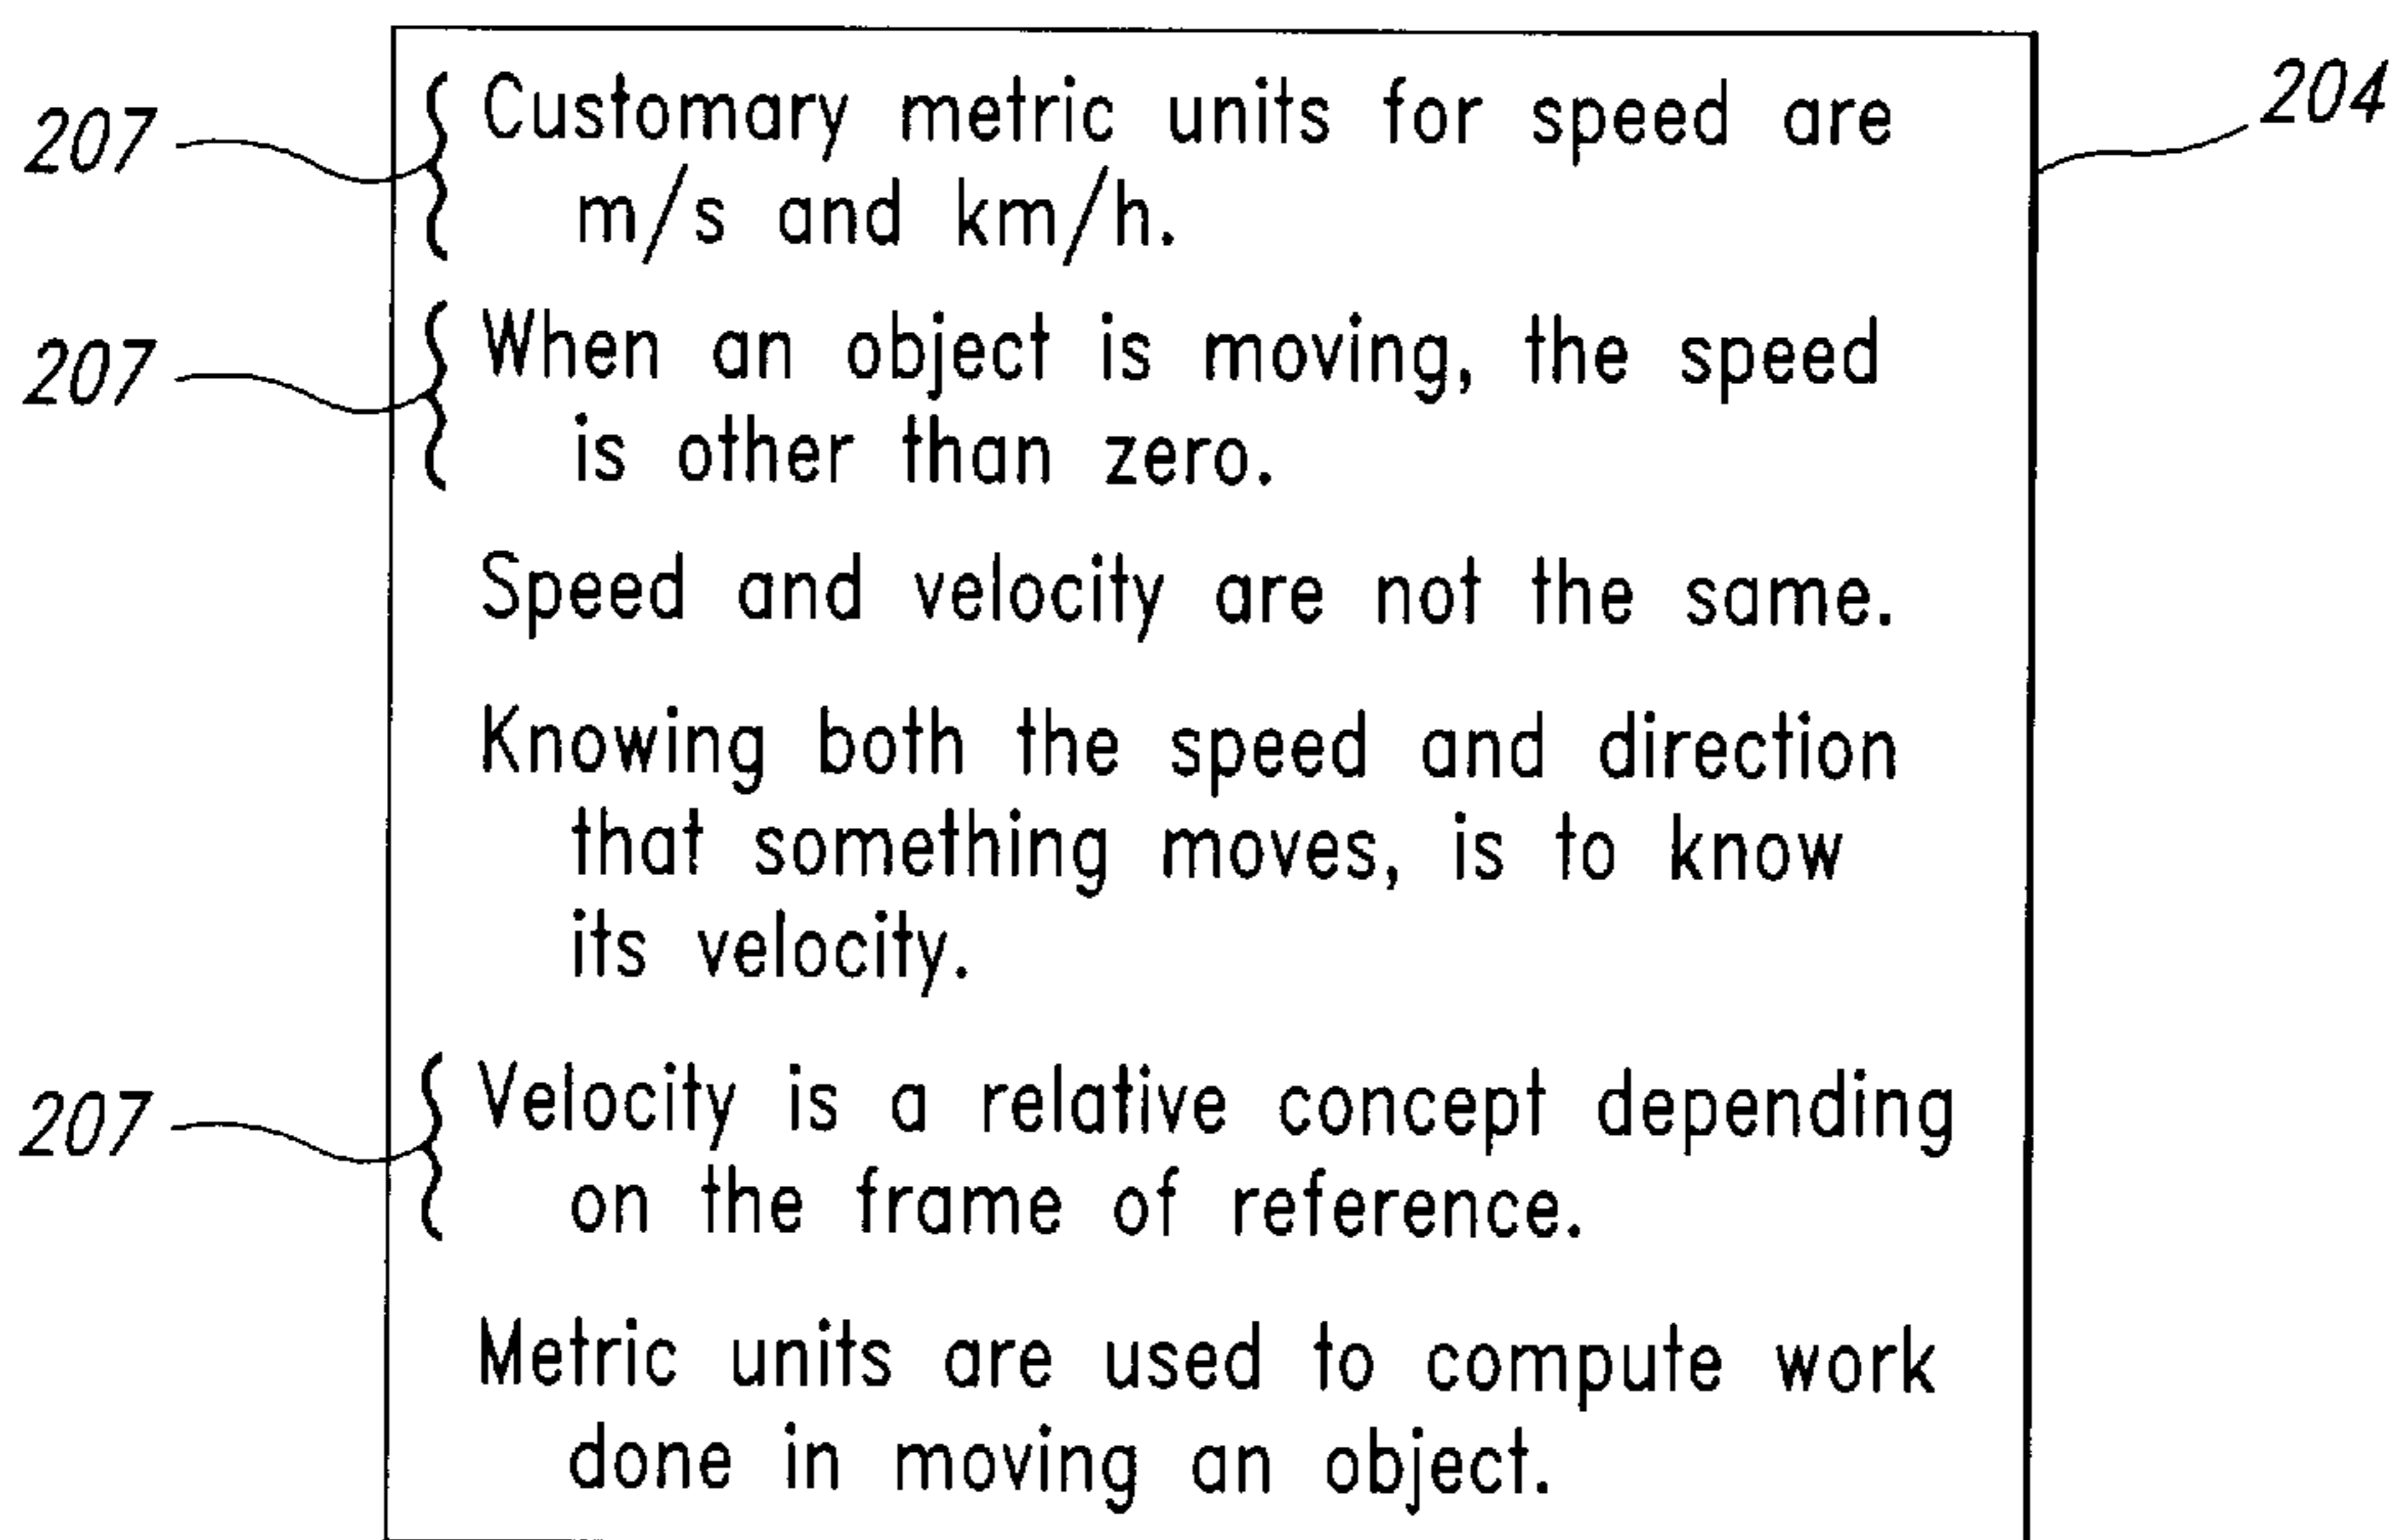 207 Customary metric units for speed are 204
m/s and km/h.
207 When an object is moving, the speed
is other than zero.
Speed and velocity are not the same.
Knowing both the speed and direction
that something moves, is to know
its velocity.
207 Velocity is a relative concept depending
on the frame of reference.
Metric units are used to compute work
done in moving an object.